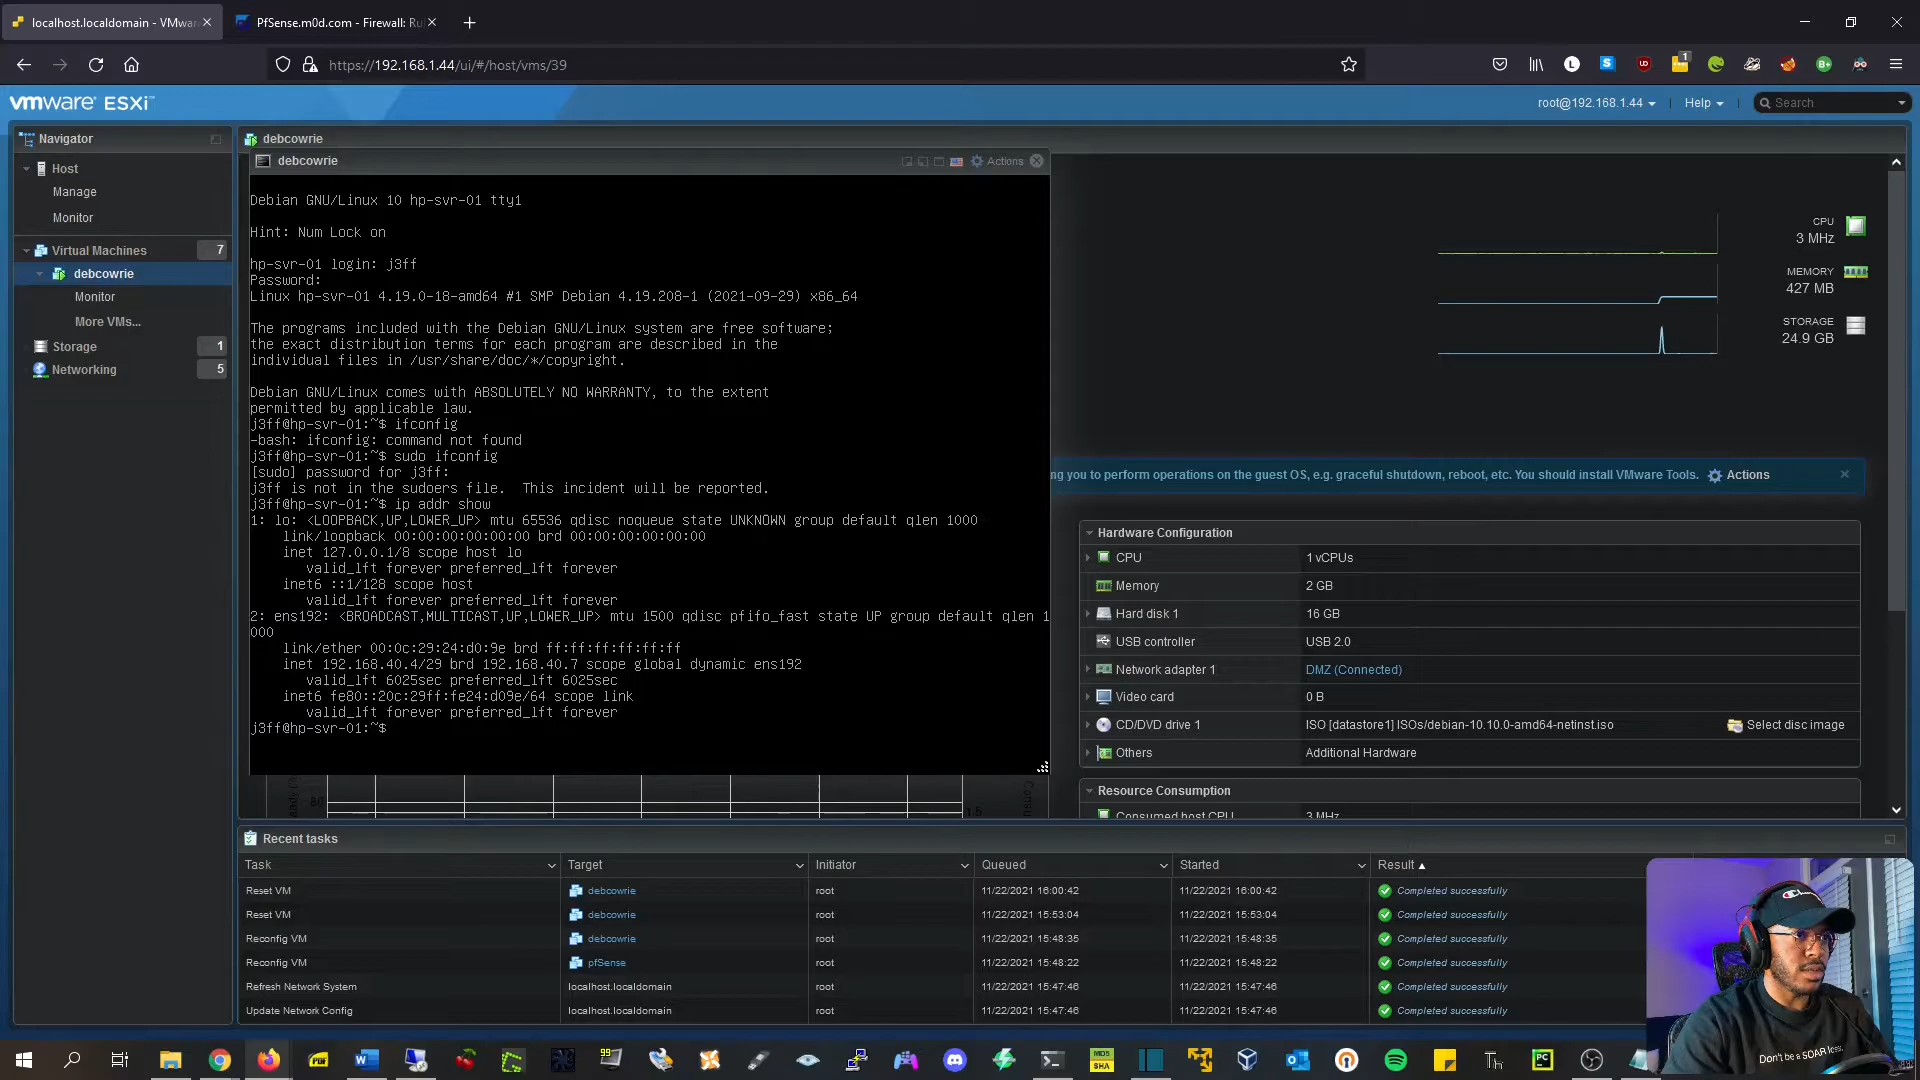 localhost.localdomain - VMwar
PfSense.m0d.com - Firewall: Ru
https://192.168.1.44/ui/#/host/vms/39
vmware ESXi
root@192.168.1.44
Help
Search
Navigator
Host
Manage
Monitor
Virtual Machines 7
debcowrie
Monitor
More VMs...
Storage 1
Networking 5
debcowrie
debcowrie
Actions
Debian GNU/Linux 10 hp-svr-01 tty1
Hint: Num Lock on
hp-svr-01 login: j3ff
Password:
Linux hp-svr-01 4.19.0-18-amd64 #1 SMP Debian 4.19.208-1 (2021-09-29) x86_64
The programs included with the Debian GNU/Linux system are free software;
the exact distribution terms for each program are described in the
individual files in /usr/share/doc/*/copyright.
Debian GNU/Linux comes with ABSOLUTELY NO WARRANTY, to the extent
permitted by applicable law.
j3ff@hp-svr-01:~$ ifconfig
-bash: ifconfig: command not found
j3ff@hp-svr-01:~$ sudo ifconfig
[sudo] password for j3ff:
j3ff is not in the sudoers file.  This incident will be reported.
j3ff@hp-svr-01:~$ ip addr show
1: lo: <LOOPBACK,UP,LOWER_UP> mtu 65536 qdisc noqueue state UNKNOWN group default qlen 1000
link/loopback 00:00:00:00:00:00 brd 00:00:00:00:00:00
inet 127.0.0.1/8 scope host lo
valid_lft forever preferred_lft forever
inet6 ::1/128 scope host
valid_lft forever preferred_lft forever
2: ens192: <BROADCAST,MULTICAST,UP,LOWER_UP> mtu 1500 qdisc pfifo_fast state UP group default qlen 1
000
link/ether 00:0c:29:24:d0:9e brd ff:ff:ff:ff:ff:ff
inet 192.168.40.4/29 brd 192.168.40.7 scope global dynamic ens192
valid_lft 6025sec preferred_lft 6025sec
inet6 fe80::20c:29ff:fe24:d09e/64 scope link
valid_lft forever preferred_lft forever
j3ff@hp-svr-01:~$
CPU
3 MHz
MEMORY
427 MB
STORAGE
24.9 GB
ng you to perform operations on the guest OS, e.g. graceful shutdown, reboot, etc. You should install VMware Tools. Actions
Hardware Configuration
CPU 1 vCPUs
Memory 2 GB
Hard disk 1 16 GB
USB controller USB 2.0
Network adapter 1 DMZ (Connected)
Video card 0 B
CD/DVD drive 1 ISO [datastore1] ISOs/debian-10.10.0-amd64-netinst.iso Select disc image
Others Additional Hardware
Resource Consumption
Consumed host CPU 3 MHz
80
1.5
Recent tasks
Task Target Initiator Queued Started Result
Reset VM debcowrie root 11/22/2021 16:00:42 11/22/2021 16:00:42 Completed successfully
Reset VM debcowrie root 11/22/2021 15:53:04 11/22/2021 15:53:04 Completed successfully
Reconfig VM debcowrie root 11/22/2021 15:48:35 11/22/2021 15:48:35 Completed successfully
Reconfig VM pfSense root 11/22/2021 15:48:22 11/22/2021 15:48:22 Completed successfully
Refresh Network System localhost.localdomain root 11/22/2021 15:47:46 11/22/2021 15:47:46 Completed successfully
Update Network Config localhost.localdomain root 11/22/2021 15:47:46 11/22/2021 15:47:46 Completed successfully
Don't be a SOAR loser.